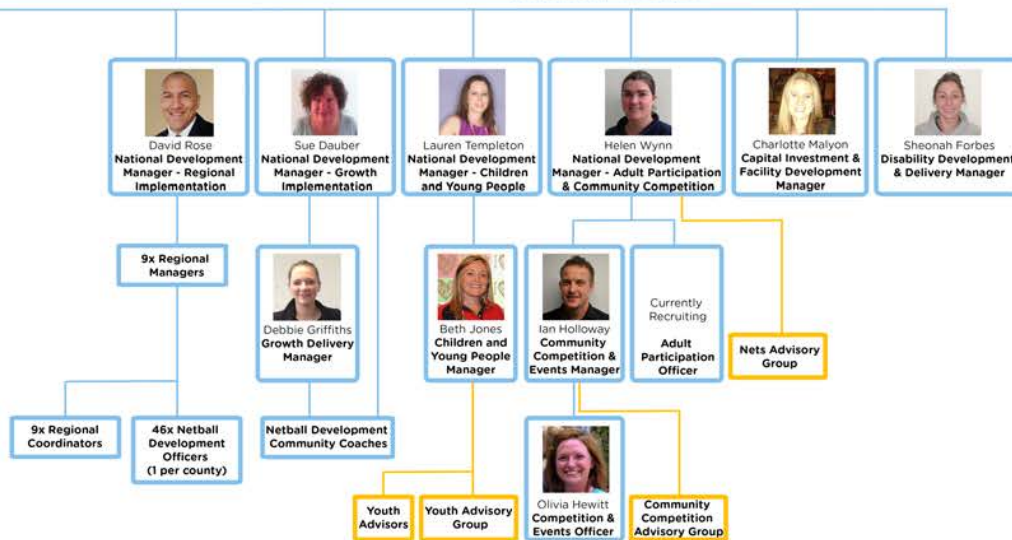 David Rose
National Development
Manager - Regional
Implementation
Sue Dauber
National Development
Manager - Growth
Implementation
Lauren Templeton
National Development
Manager - Children
and Young People
Helen Wynn
National Development
Manager - Adult Participation
& Community Competition
Charlotte Malyon
Capital Investment &
Facility Development
Manager
Sheonah Forbes
Disability Development
& Delivery Manager
9x Regional
Managers
Debbie Griffiths
Growth Delivery
Manager
Beth Jones
Children and
Young People
Manager
Ian Holloway
Community
Competition &
Events Manager
Currently
Recruiting
Adult
Participation
Officer
Nets Advisory
Group
9x Regional
Coordinators
46x Netball
Development
Officers
(1 per county)
Netball Development
Community Coaches
Youth
Advisors
Youth Advisory
Group
Olivia Hewitt
Competition &
Events Officer
Community
Competition
Advisory Group